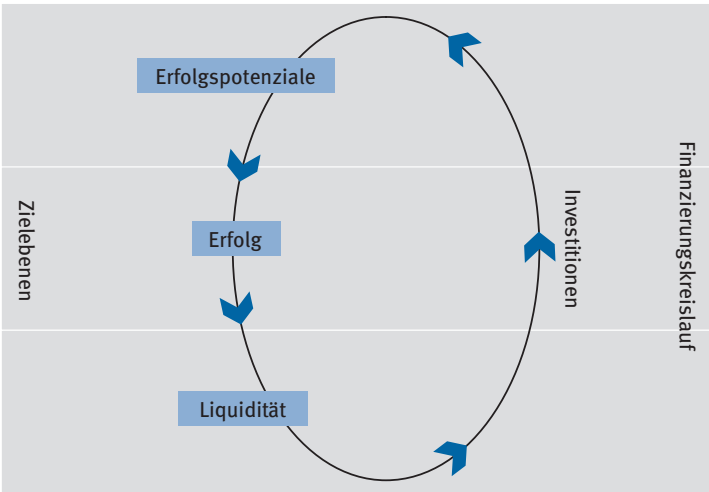 Erfolgspotenziale
Erfolg
Liquidität
Zielebenen
Investitionen
Finanzierungskreislauf